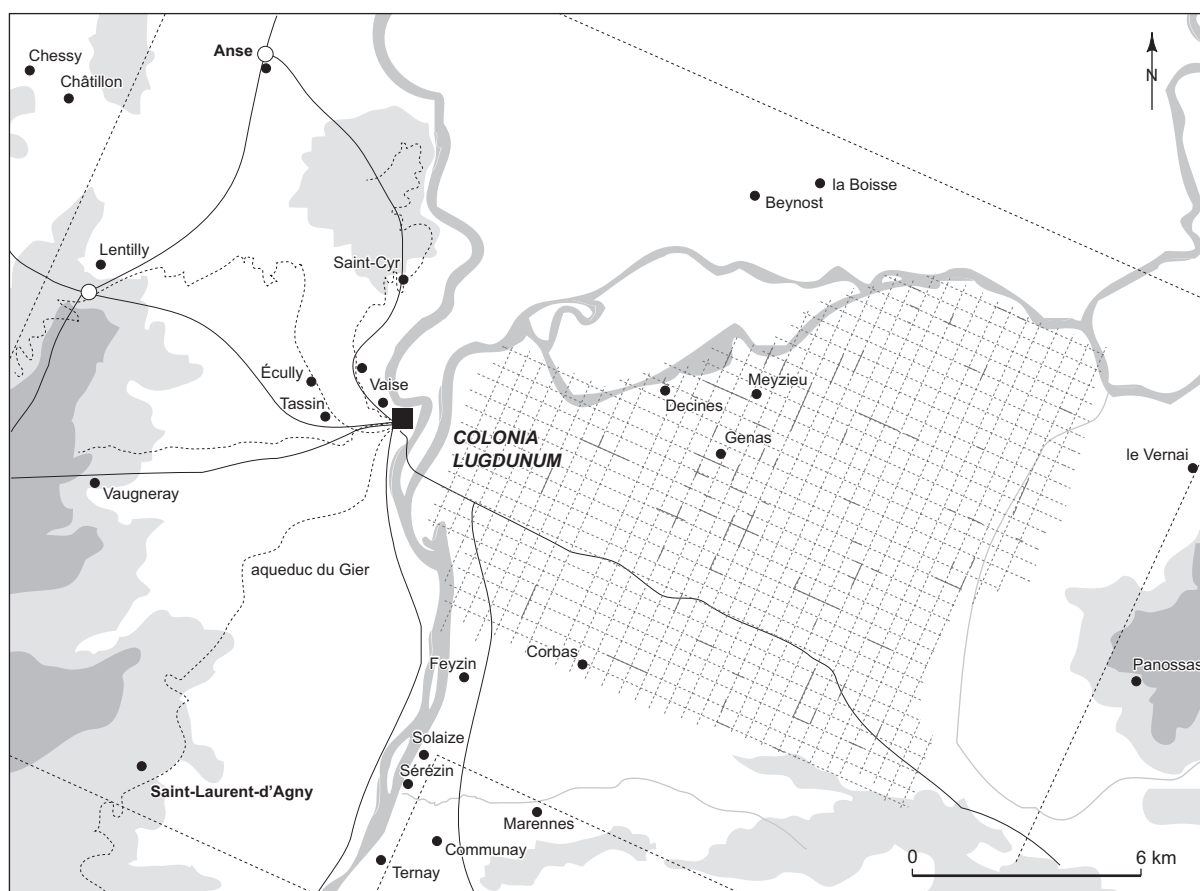 Anse
Chessy
Châtillon
N
la Boisse
Beynost
Lentilly
Saint-Cyr
Écully
Vaise
Tassin
Meyzieu
Decines
COLONIA
LUGDUNUM
Genas
le Vernai
Vaugneray
aqueduc du Gier
Corbas
Feyzin
Panossas
Solaize
Sérézin
Saint-Laurent-d'Agny
Marennes
Communay
Ternay
0 6 km